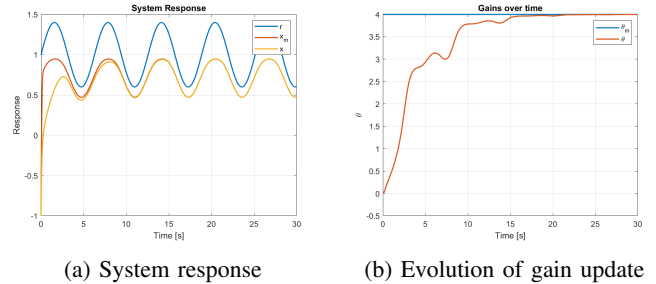 System Response
r
x_m
x
1.5
1
0.5
0
-0.5
-1
Response
0
5
10
15
20
25
30
Time [s]
(a) System response
Gains over time
θ_m
θ
4
3.5
3
2.5
2
1.5
1
0.5
0
-0.5
θ
0
5
10
15
20
25
30
Time [s]
(b) Evolution of gain update